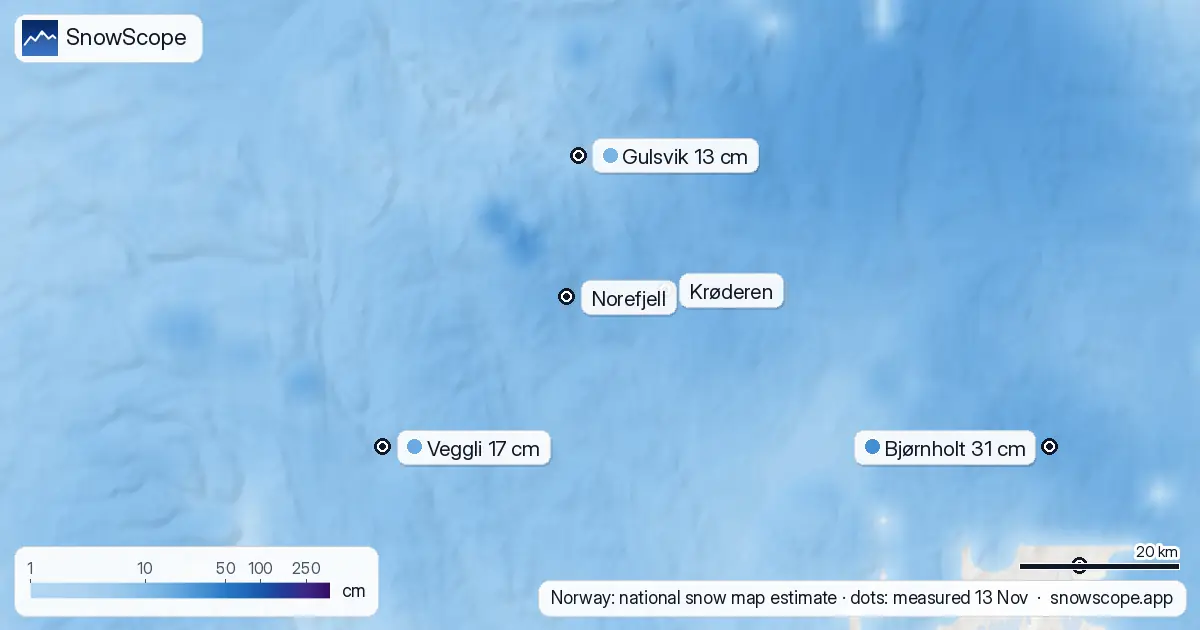 SnowScope
Gulsvik 13 cm
Krøderen
Norefjell
Veggli 17 cm
Bjørnholt 31 cm
20 km
1 10 50 100 250
cm
Norway: national snow map estimate · dots: measured 13 Nov · snowscope.app